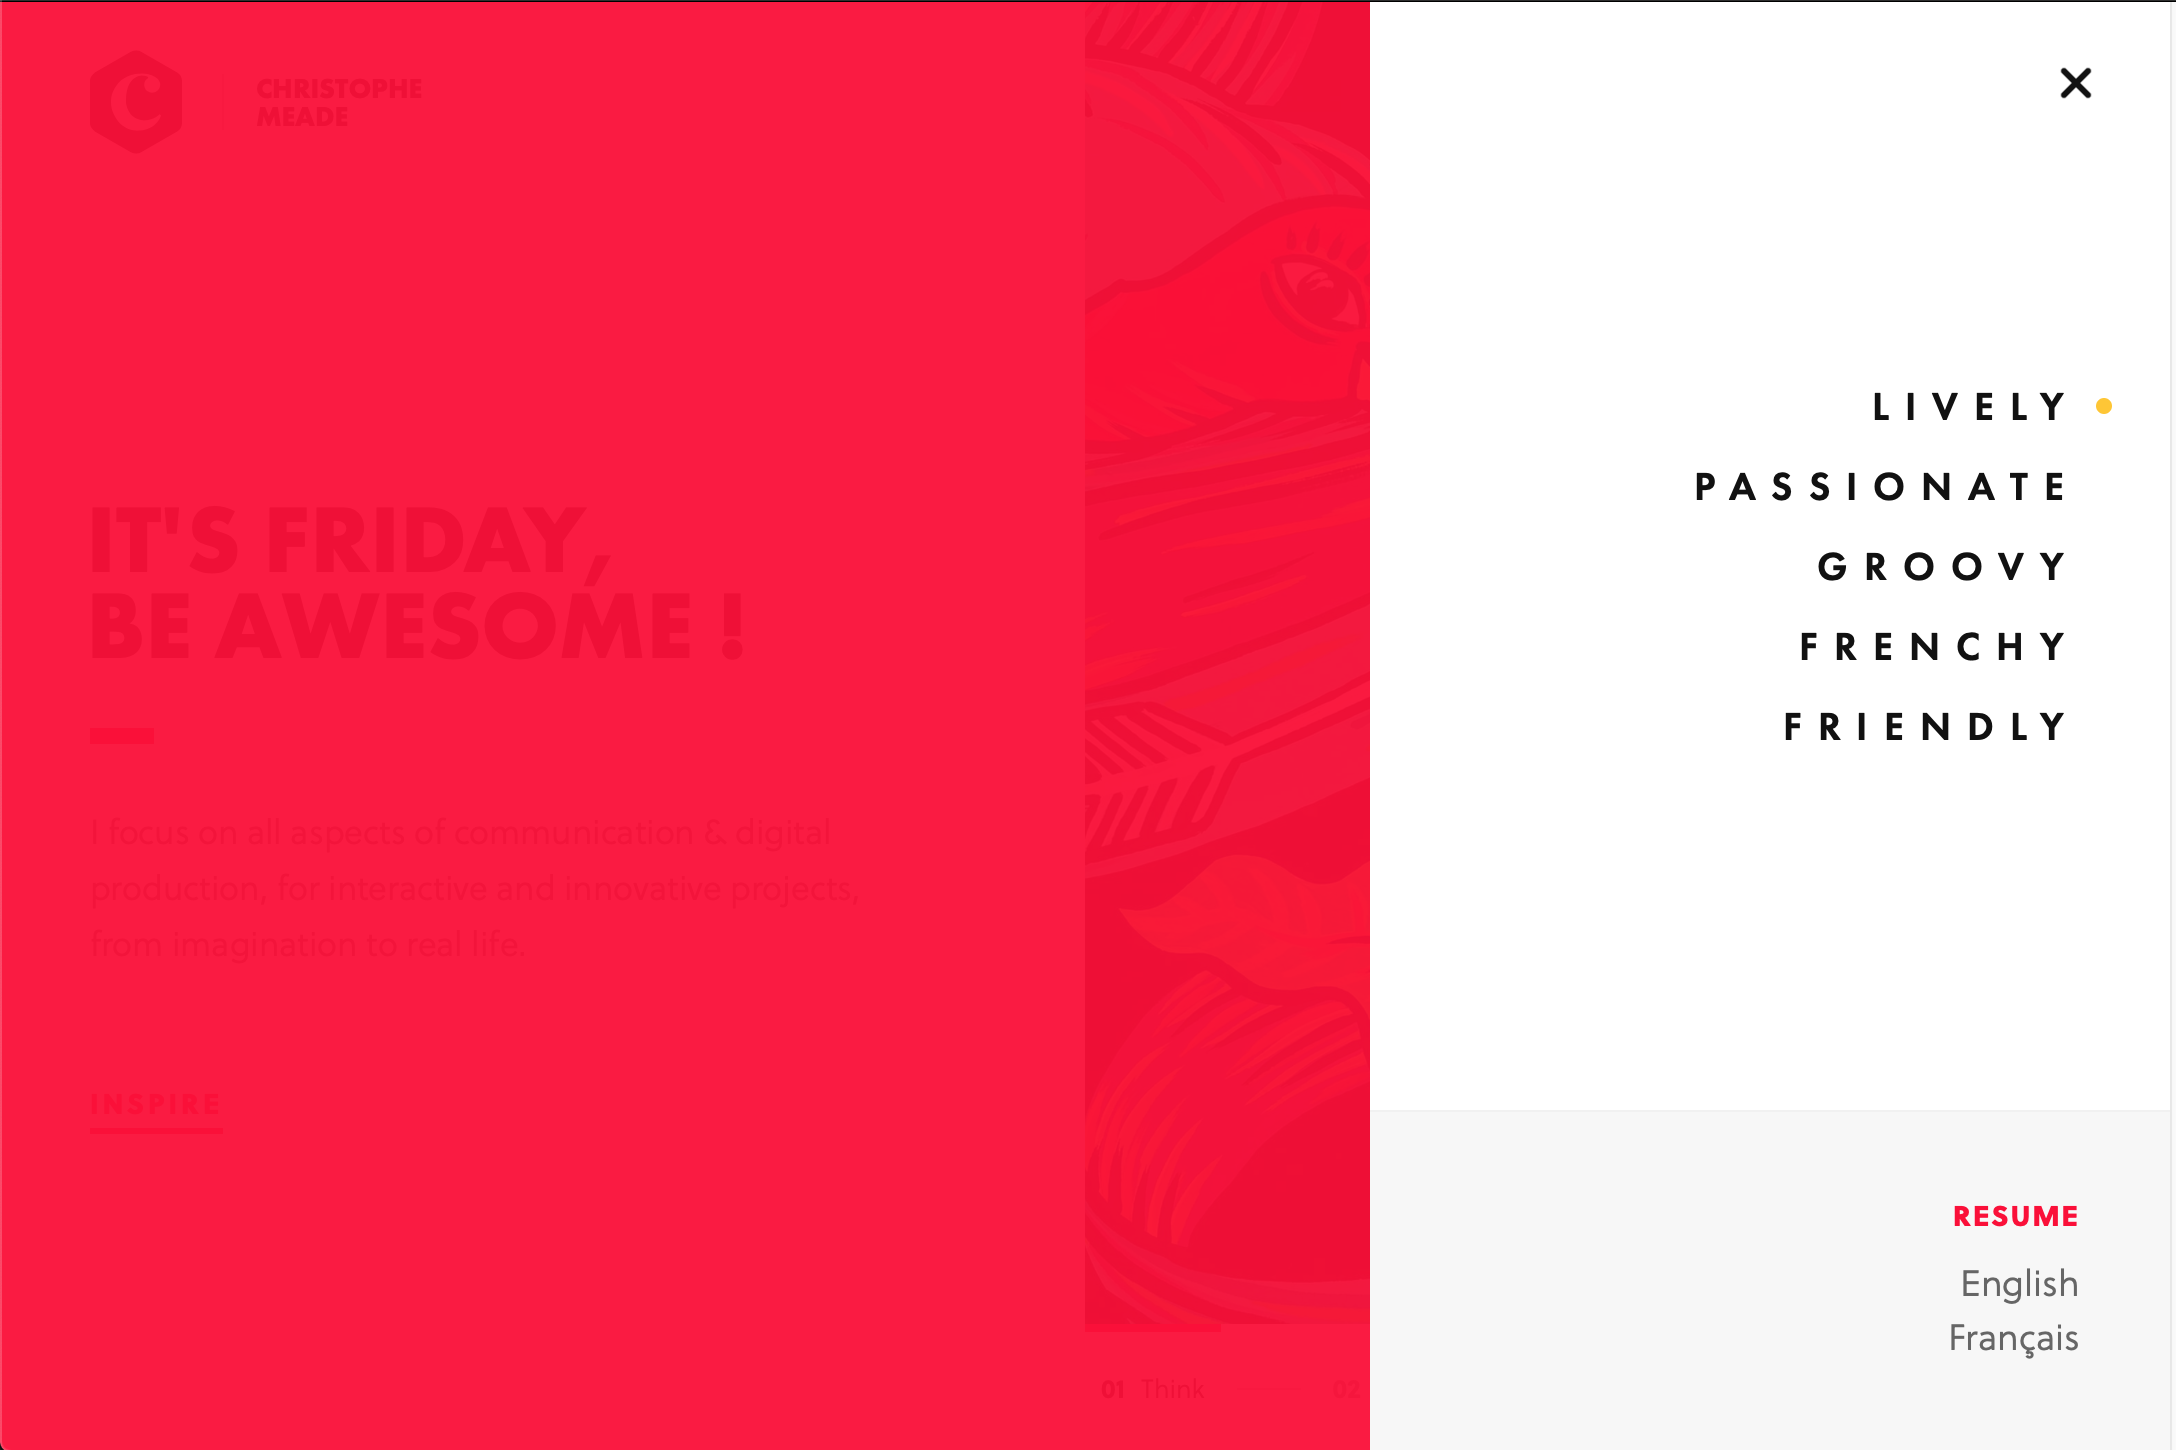 CHRISTOPHE
MEADE
IT'S FRIDAY,
BE AWESOME !
I focus on all aspects of communication & digital
production, for interactive and innovative projects,
from imagination to real life.
INSPIRE
01 Think 02
LIVELY
PASSIONATE
GROOVY
FRENCHY
FRIENDLY
RESUME
English
Français